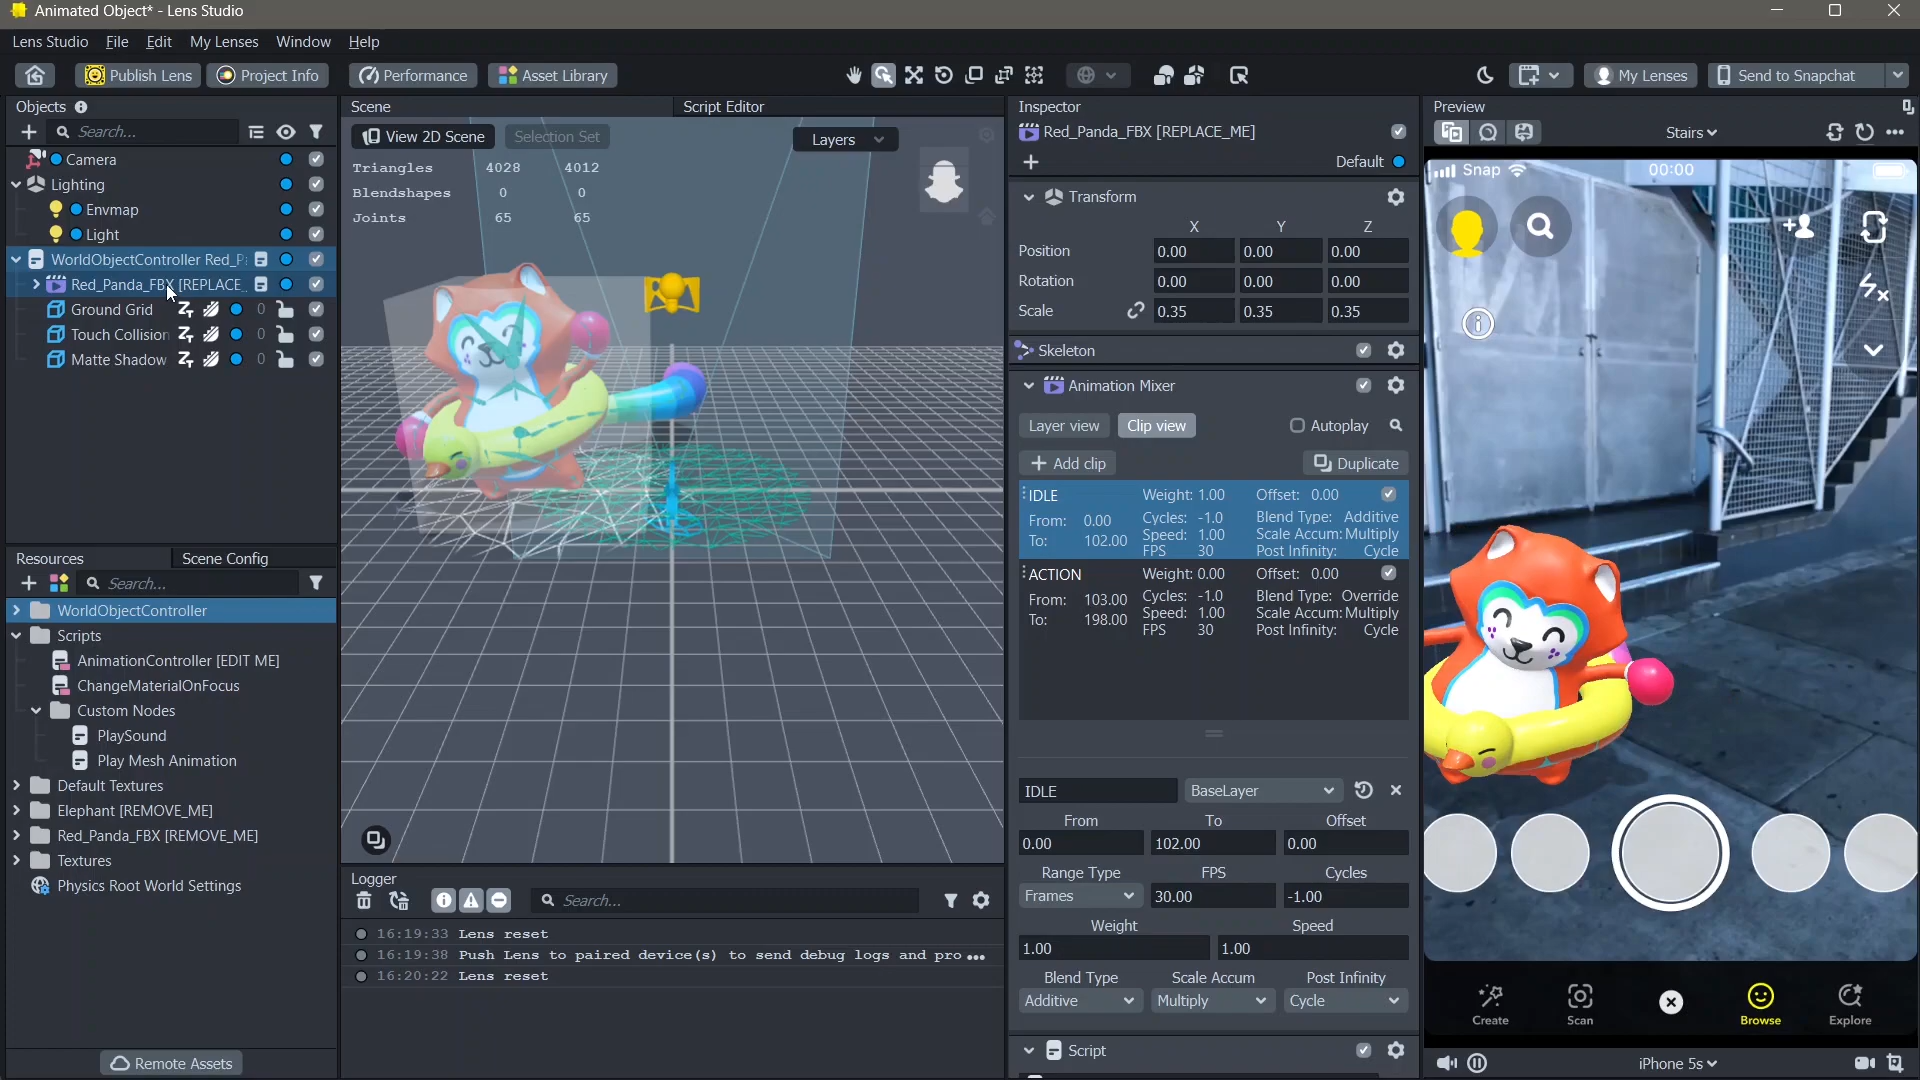 Animated Object* - Lens Studio
Lens Studio File Edit My Lenses Window Help
Publish Lens Project Info Performance Asset Library My Lenses Send to Snapchat
Objects
Search...
Camera
Lighting
Envmap
Light
WorldObjectController Red_P
Red_Panda_FBX [REPLACE_
Ground Grid 0
Touch Collision 0
Matte Shadow 0
Resources Scene Config
Search...
WorldObjectController
Scripts
AnimationController [EDIT ME]
ChangeMaterialOnFocus
Custom Nodes
PlaySound
Play Mesh Animation
Default Textures
Elephant [REMOVE_ME]
Red_Panda_FBX [REMOVE_ME]
Textures
Physics Root World Settings
Remote Assets
Scene Script Editor
View 2D Scene Selection Set Layers
Triangles 4028 4012
Blendshapes 0 0
Joints 65 65
Logger
Search...
16:19:33 Lens reset
16:19:38 Push Lens to paired device(s) to send debug logs and pro...
16:20:22 Lens reset
Inspector
Red_Panda_FBX [REPLACE_ME]
Default
Transform
X Y Z
Position 0.00 0.00 0.00
Rotation 0.00 0.00 0.00
Scale 0.35 0.35 0.35
Skeleton
Animation Mixer
Layer view Clip view Autoplay
Add clip Duplicate
IDLE Weight: 1.00 Offset: 0.00
From: 0.00 Cycles: -1.0 Blend Type: Additive
To: 102.00 Speed: 1.00 Scale Accum: Multiply
FPS 30 Post Infinity: Cycle
ACTION Weight: 0.00 Offset: 0.00
From: 103.00 Cycles: -1.0 Blend Type: Override
To: 198.00 Speed: 1.00 Scale Accum: Multiply
FPS 30 Post Infinity: Cycle
IDLE BaseLayer
From To Offset
0.00 102.00 0.00
Range Type FPS Cycles
Frames 30.00 -1.00
Weight Speed
1.00 1.00
Blend Type Scale Accum Post Infinity
Additive Multiply Cycle
Script
Preview
Stairs
Snap 00:00
Create Scan Browse Explore
iPhone 5s